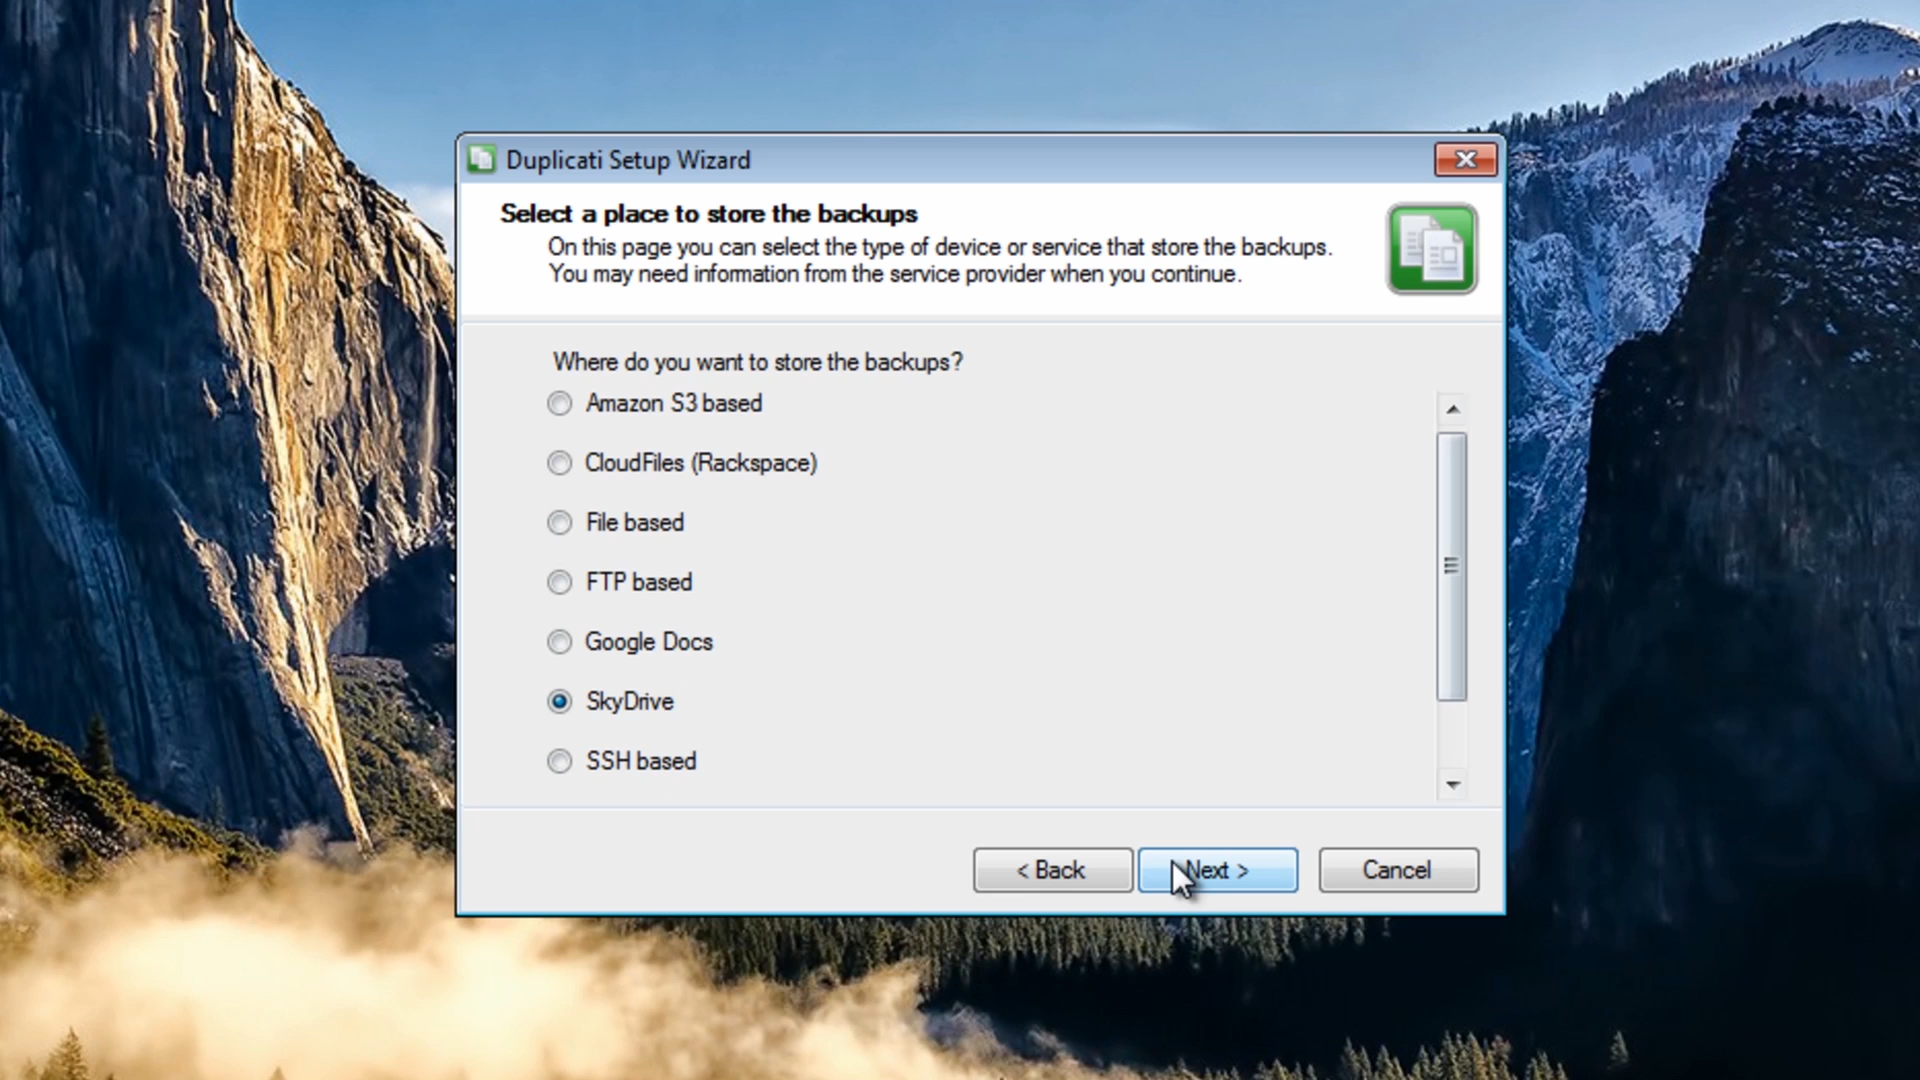 Duplicati Setup Wizard
Select a place to store the backups
On this page you can select the type of device or service that store the backups.
You may need information from the service provider when you continue.
Where do you want to store the backups?
Amazon S3 based
CloudFiles (Rackspace)
File based
FTP based
Google Docs
SkyDrive
SSH based
< Back
Next >
Cancel